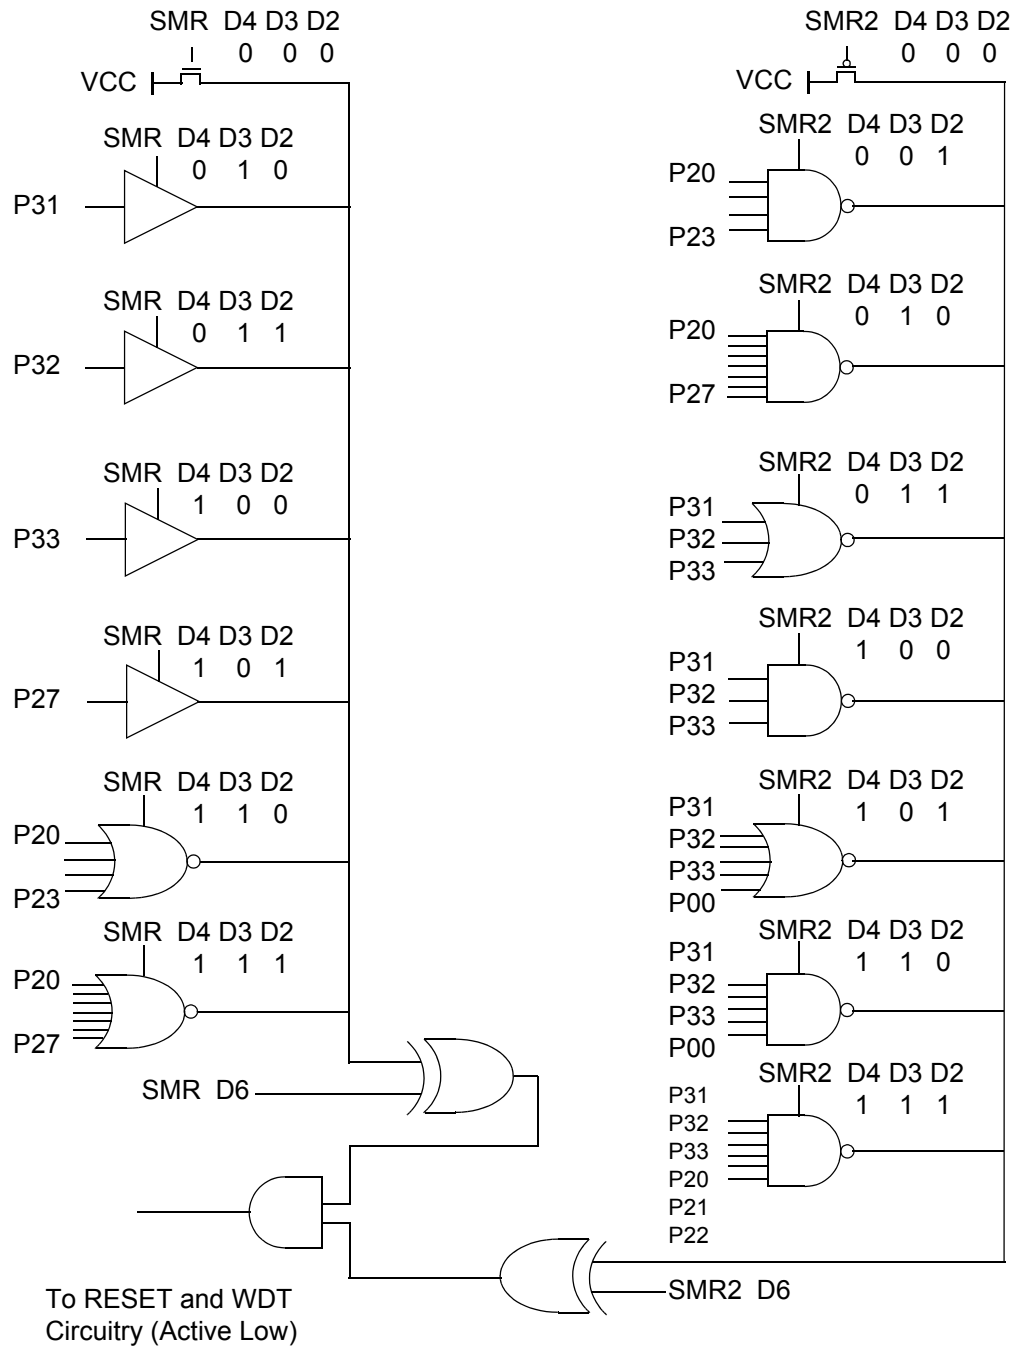 SMR D4 D3 D2
0 0 0
VCC
SMR D4 D3 D2
0 1 0
P31
SMR D4 D3 D2
0 1 1
P32
SMR D4 D3 D2
1 0 0
P33
SMR D4 D3 D2
1 0 1
P27
SMR D4 D3 D2
1 1 0
P20
P23
SMR D4 D3 D2
1 1 1
P20
P27
SMR D6
To RESET and WDT
Circuitry (Active Low)
SMR2 D4 D3 D2
0 0 0
VCC
SMR2 D4 D3 D2
0 0 1
P20
P23
SMR2 D4 D3 D2
0 1 0
P20
P27
SMR2 D4 D3 D2
0 1 1
P31
P32
P33
SMR2 D4 D3 D2
1 0 0
P31
P32
P33
SMR2 D4 D3 D2
1 0 1
P31
P32
P33
P00
SMR2 D4 D3 D2
1 1 0
P31
P32
P33
P00
SMR2 D4 D3 D2
1 1 1
P31
P32
P33
P20
P21
P22
SMR2 D6